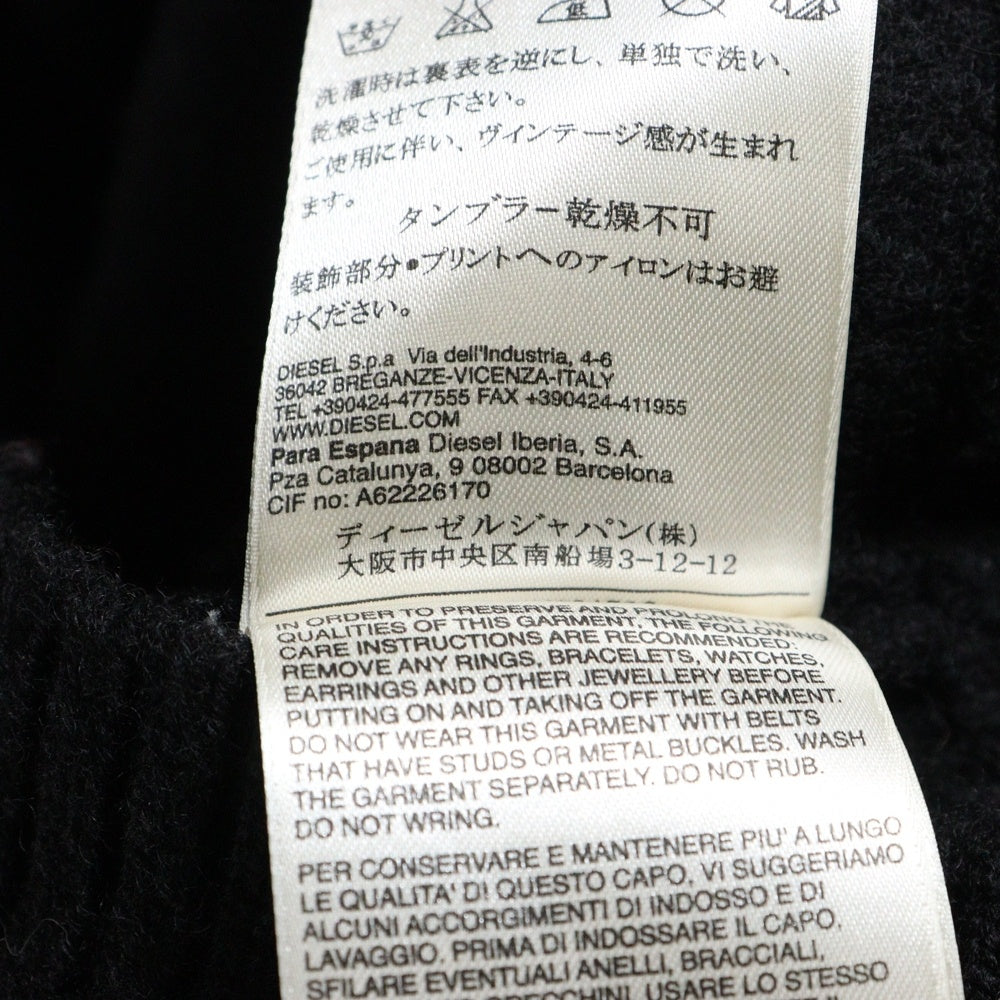 洗濯時は裏表を逆にし、単独で洗い、
乾燥させて下さい。
ご使用に伴い、ヴィンテージ感が生まれ
ます。
タンブラー乾燥不可
装飾部分●プリントへのアイロンはお避
けください。
DIESEL S.p.a Via dell'Industria, 4-6
36042 BREGANZE-VICENZA-ITALY
TEL +390424-477555 FAX +390424-411955
WWW.DIESEL.COM
Para Espana Diesel Iberia, S.A.
Pza Catalunya, 9 08002 Barcelona
CIF no: A62226170
ディーゼルジャパン(株)
大阪市中央区南船場3-12-12
IN ORDER TO PRESERVE AND PROLONG THE
QUALITIES OF THIS GARMENT, THE FOLLOWING
CARE INSTRUCTIONS ARE RECOMMENDED:
REMOVE ANY RINGS, BRACELETS, WATCHES,
EARRINGS AND OTHER JEWELLERY BEFORE
PUTTING ON AND TAKING OFF THE GARMENT.
DO NOT WEAR THIS GARMENT WITH BELTS
THAT HAVE STUDS OR METAL BUCKLES. WASH
THE GARMENT SEPARATELY. DO NOT RUB.
DO NOT WRING.
PER CONSERVARE E MANTENERE PIU' A LUNGO
LE QUALITA' DI QUESTO CAPO, VI SUGGERIAMO
ALCUNI ACCORGIMENTI DI INDOSSO E DI
LAVAGGIO. PRIMA DI INDOSSARE IL CAPO,
SFILARE EVENTUALI ANELLI, BRACCIALI,
USARE LO STESSO